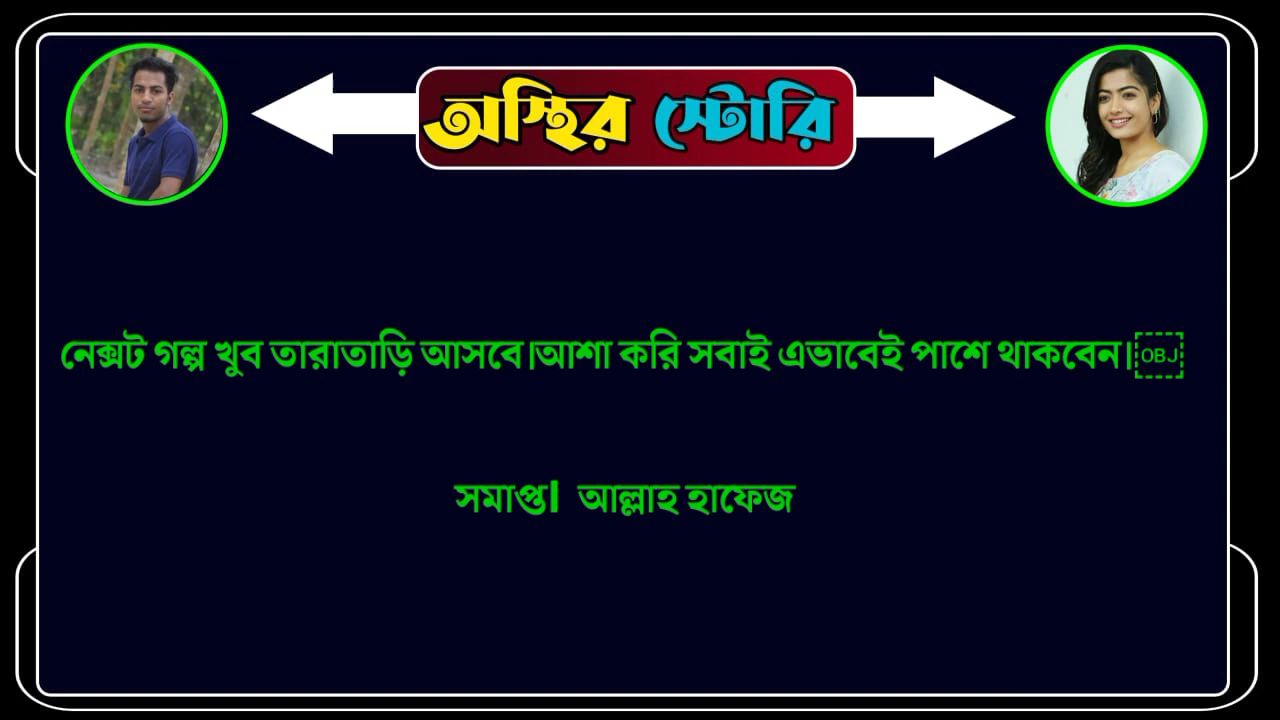 অস্থির স্টোরি
নেক্সট গল্প খুব তারাতাড়ি আসবে।আশা করি সবাই এভাবেই পাশে থাকবেন।￼
সমাপ্ত। আল্লাহ হাফেজ